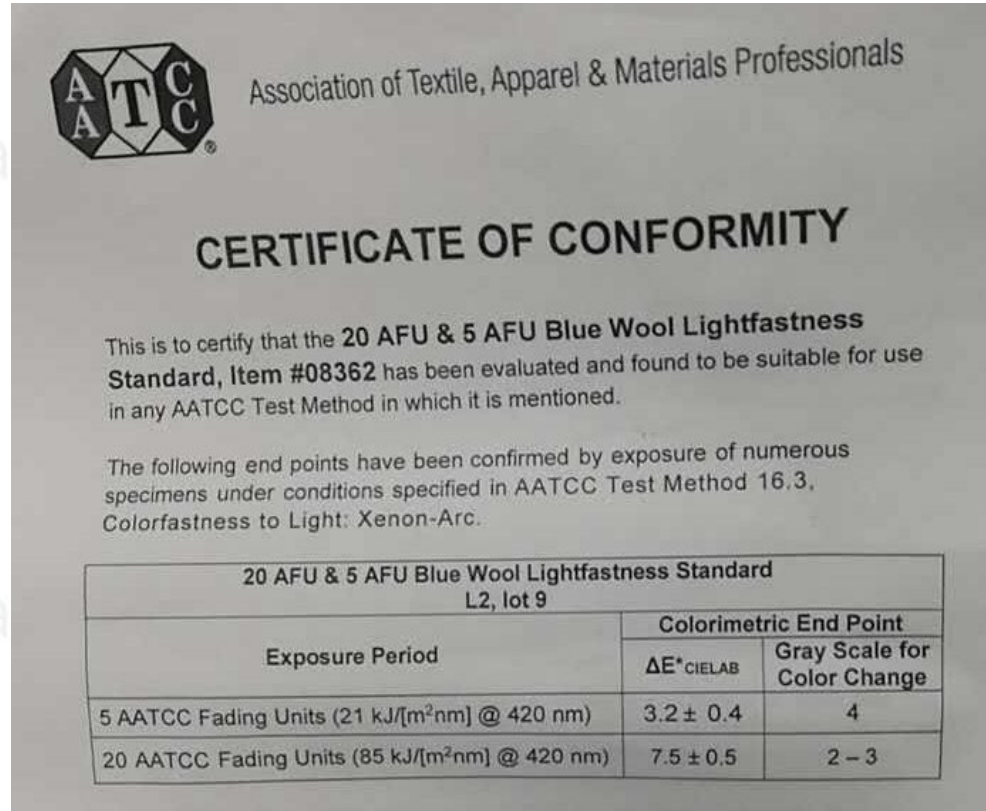 A A T C C ®
Association of Textile, Apparel & Materials Professionals
CERTIFICATE OF CONFORMITY
This is to certify that the 20 AFU & 5 AFU Blue Wool Lightfastness
Standard, Item #08362 has been evaluated and found to be suitable for use
in any AATCC Test Method in which it is mentioned.
The following end points have been confirmed by exposure of numerous
specimens under conditions specified in AATCC Test Method 16.3,
Colorfastness to Light: Xenon-Arc.
20 AFU & 5 AFU Blue Wool Lightfastness Standard
L2, lot 9
Exposure Period
Colorimetric End Point
ΔE*CIELAB
Gray Scale for
Color Change
5 AATCC Fading Units (21 kJ/[m²nm] @ 420 nm) 3.2 ± 0.4 4
20 AATCC Fading Units (85 kJ/[m²nm] @ 420 nm) 7.5 ± 0.5 2 – 3